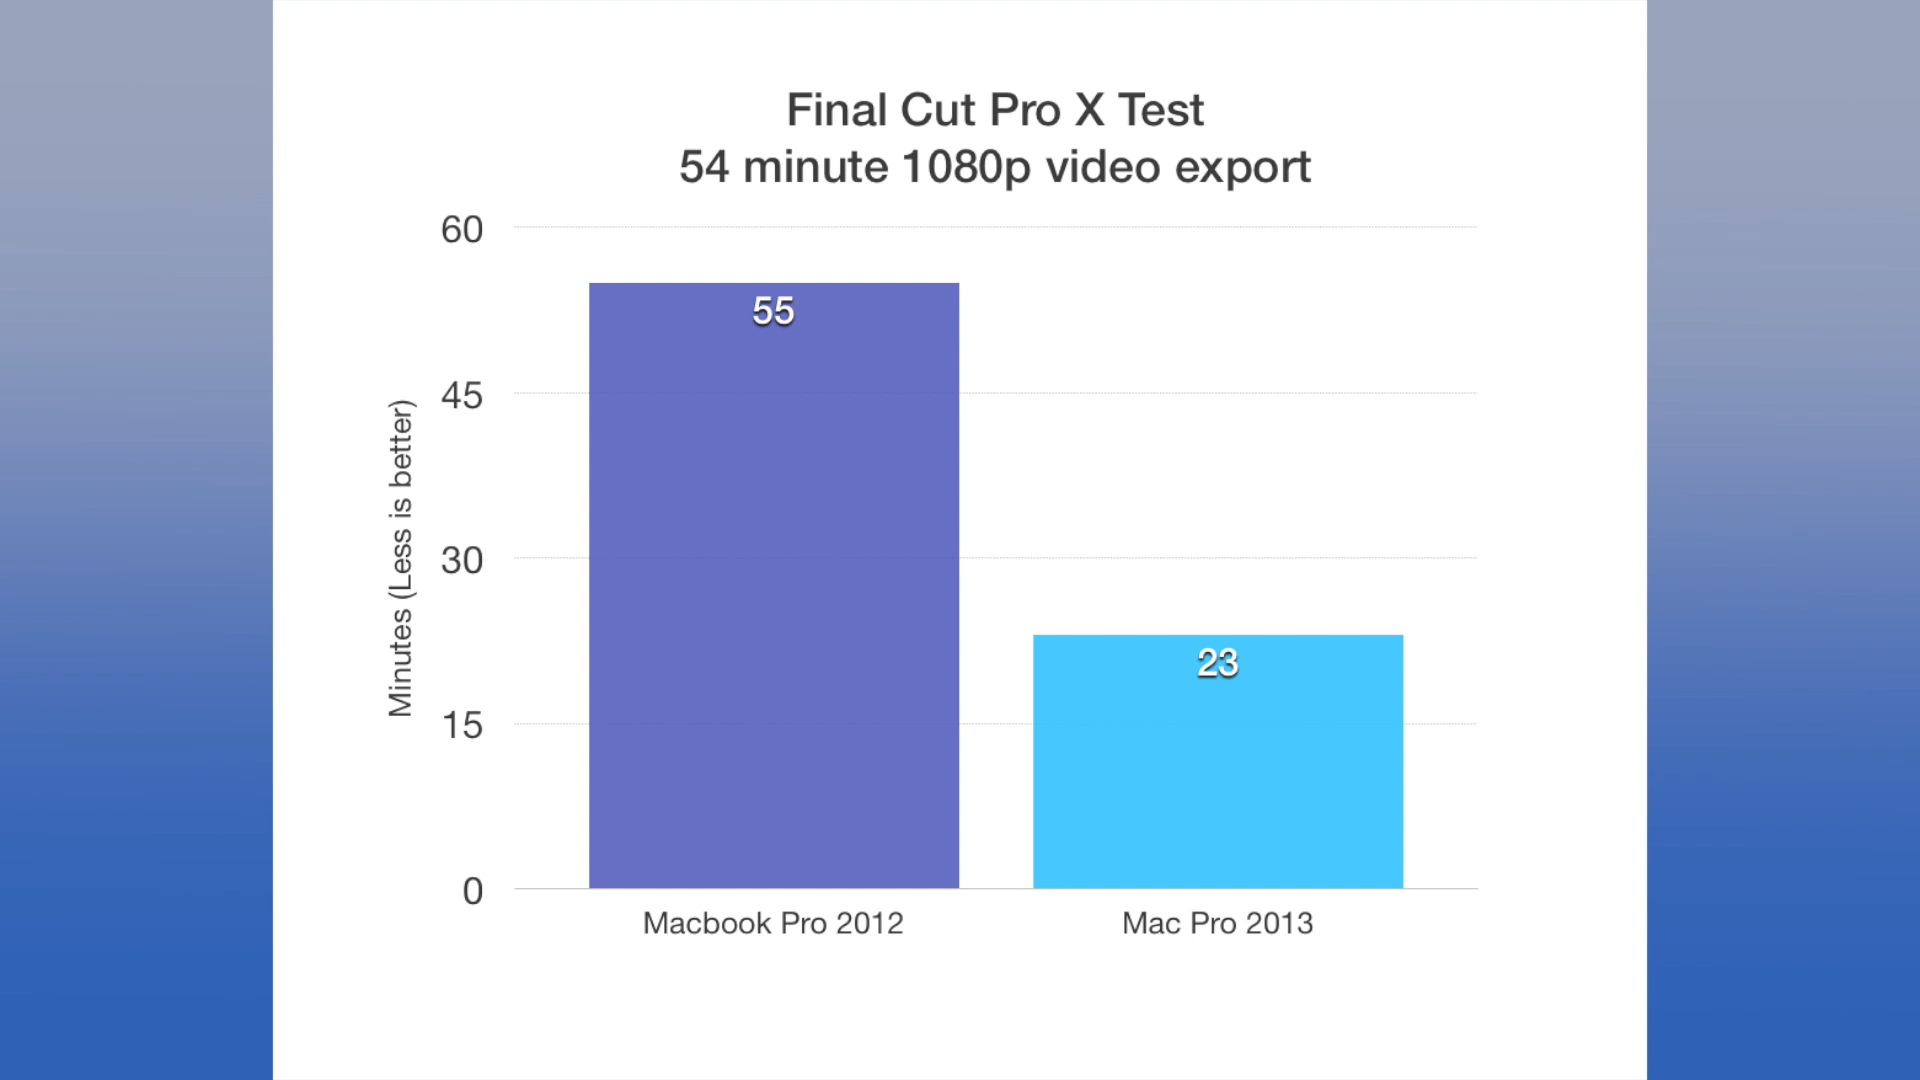 Final Cut Pro X Test
54 minute 1080p video export
60
55
45
Minutes (Less is better)
30
23
15
0
Macbook Pro 2012
Mac Pro 2013